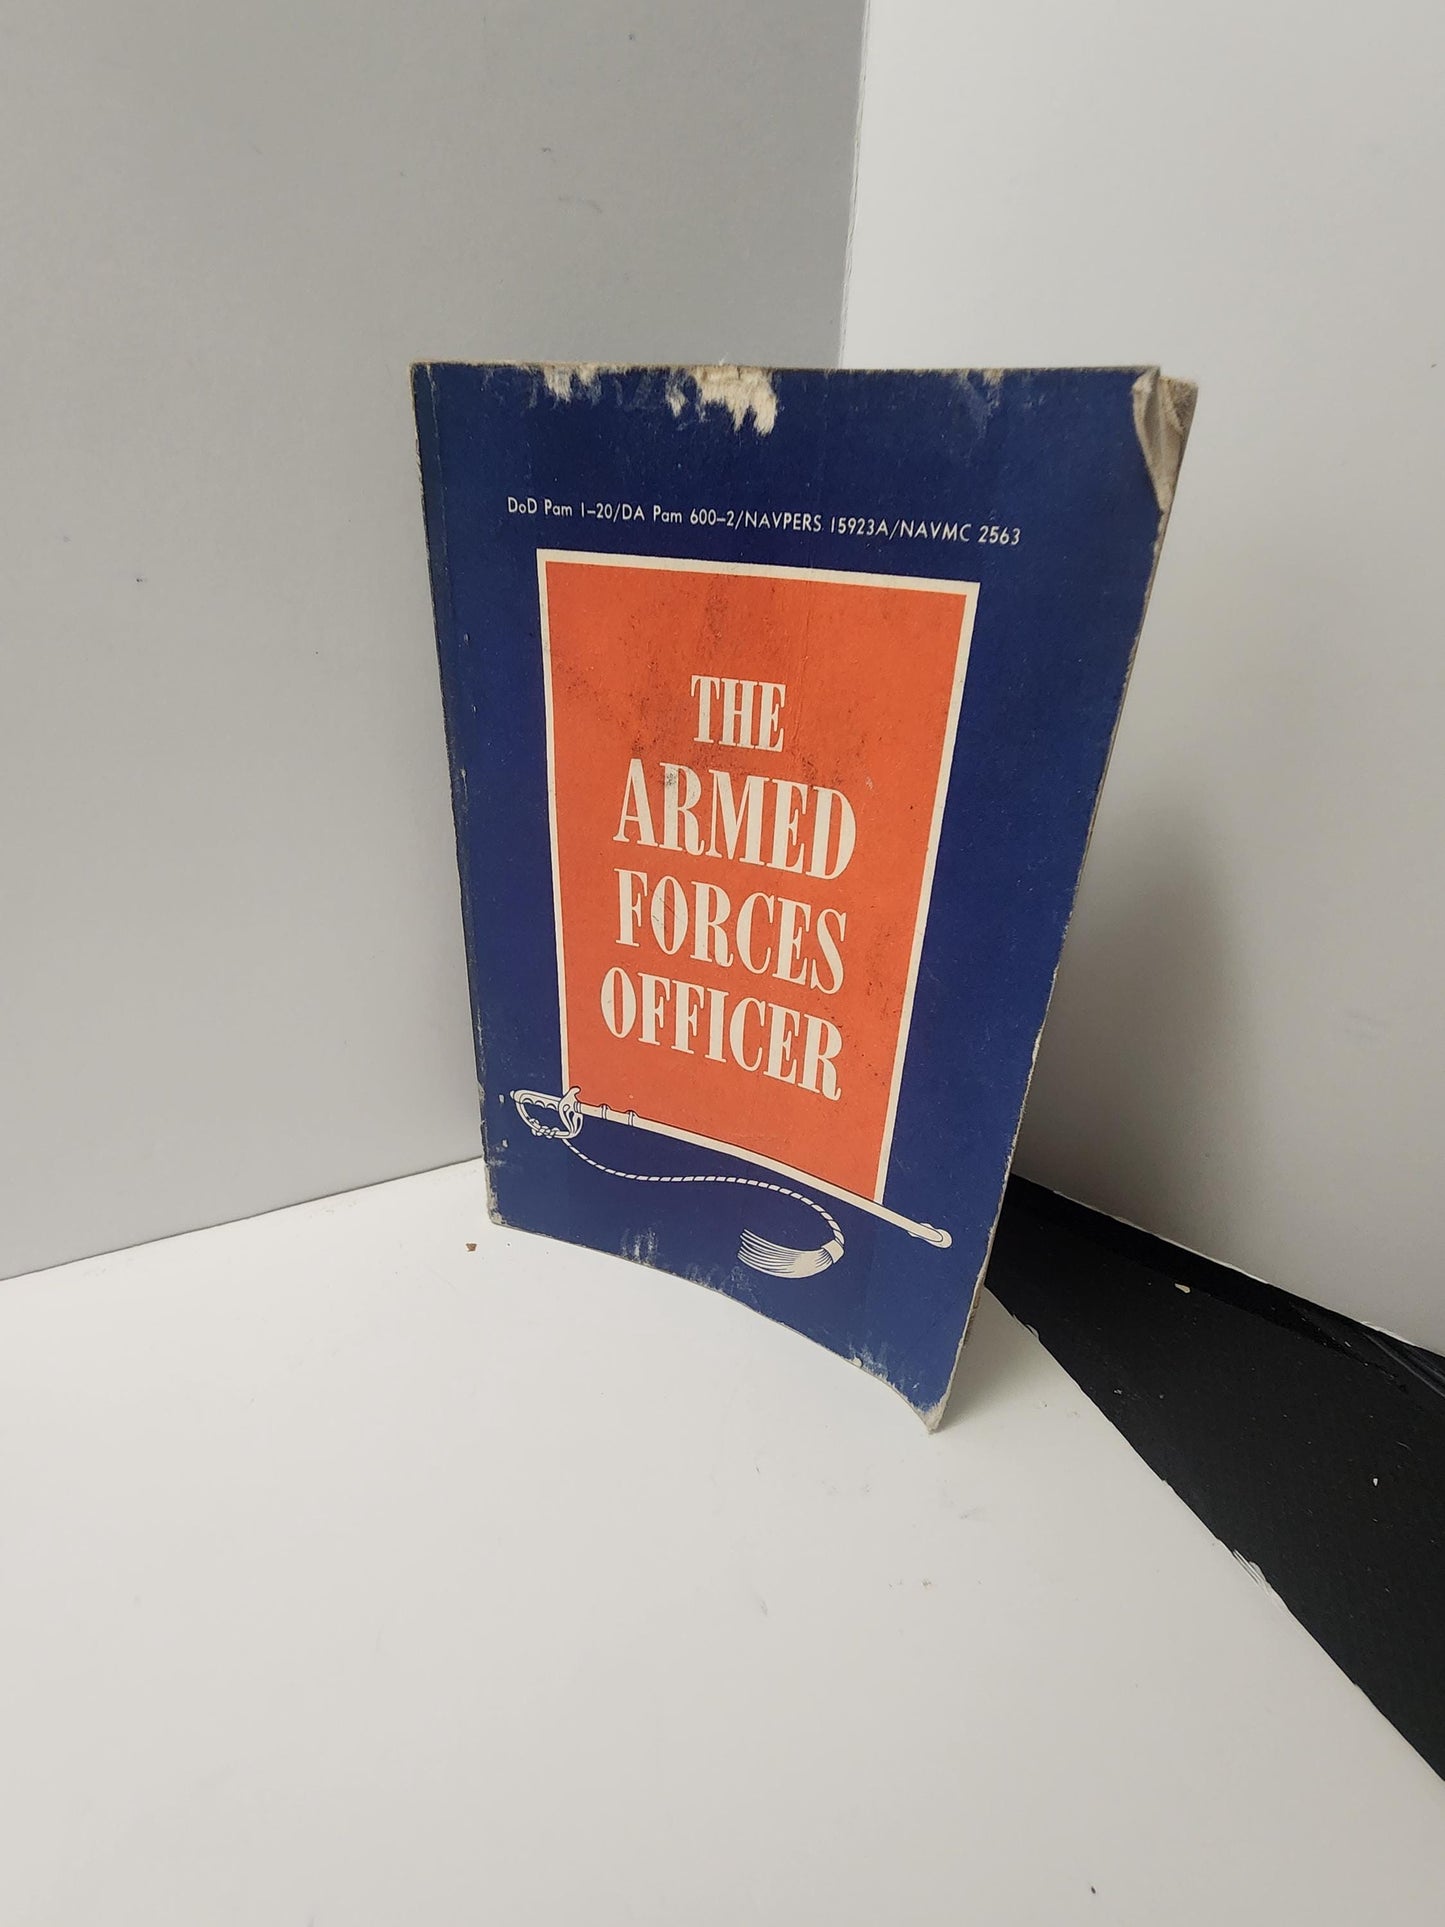 DoD Pam 1-20/DA Pam 600-2/NAVPERS 15923A/NAVMC 2563
THE
ARMED
FORCES
OFFICER